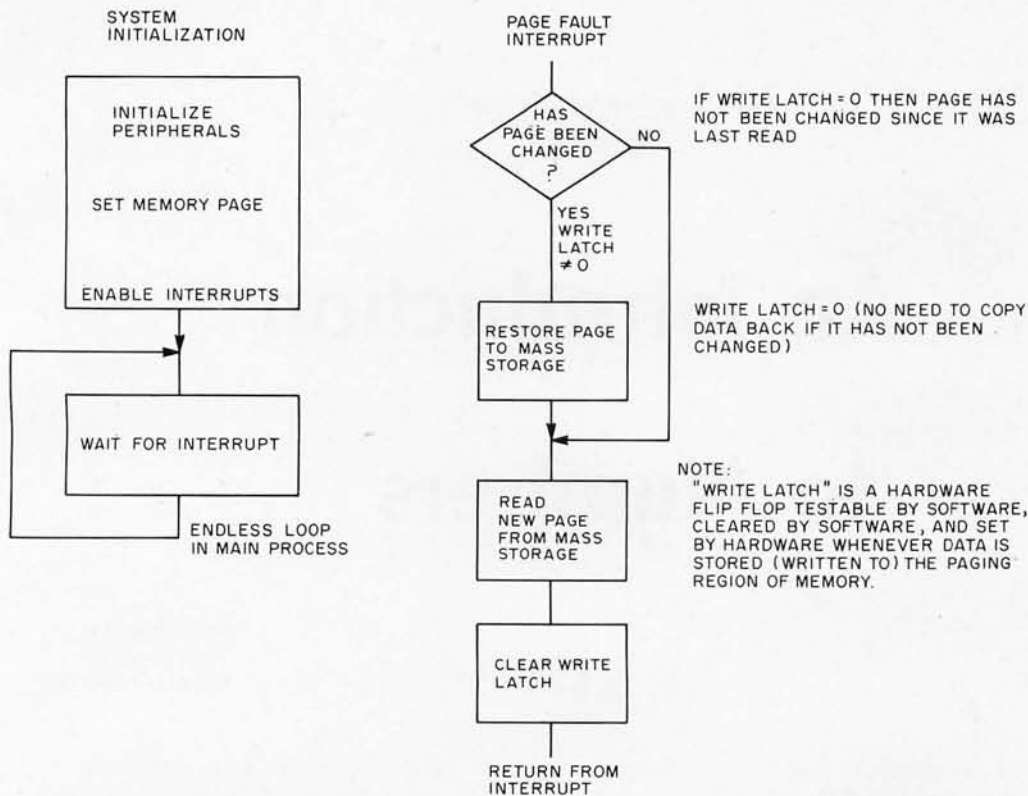 SYSTEM
INITIALIZATION
INITIALIZE
PERIPHERALS
SET MEMORY PAGE
ENABLE INTERRUPTS
WAIT FOR INTERRUPT
ENDLESS LOOP
IN MAIN PROCESS
PAGE FAULT
INTERRUPT
HAS
PAGE BEEN
CHANGED
?
NO
YES
WRITE
LATCH
≠ 0
RESTORE PAGE
TO MASS
STORAGE
READ
NEW PAGE
FROM MASS
STORAGE
CLEAR WRITE
LATCH
RETURN FROM
INTERRUPT
IF WRITE LATCH = 0 THEN PAGE HAS
NOT BEEN CHANGED SINCE IT WAS
LAST READ
WRITE LATCH = 0 (NO NEED TO COPY
DATA BACK IF IT HAS NOT BEEN
CHANGED)
NOTE:
"WRITE LATCH" IS A HARDWARE
FLIP FLOP TESTABLE BY SOFTWARE,
CLEARED BY SOFTWARE, AND SET
BY HARDWARE WHENEVER DATA IS
STORED (WRITTEN TO) THE PAGING
REGION OF MEMORY.